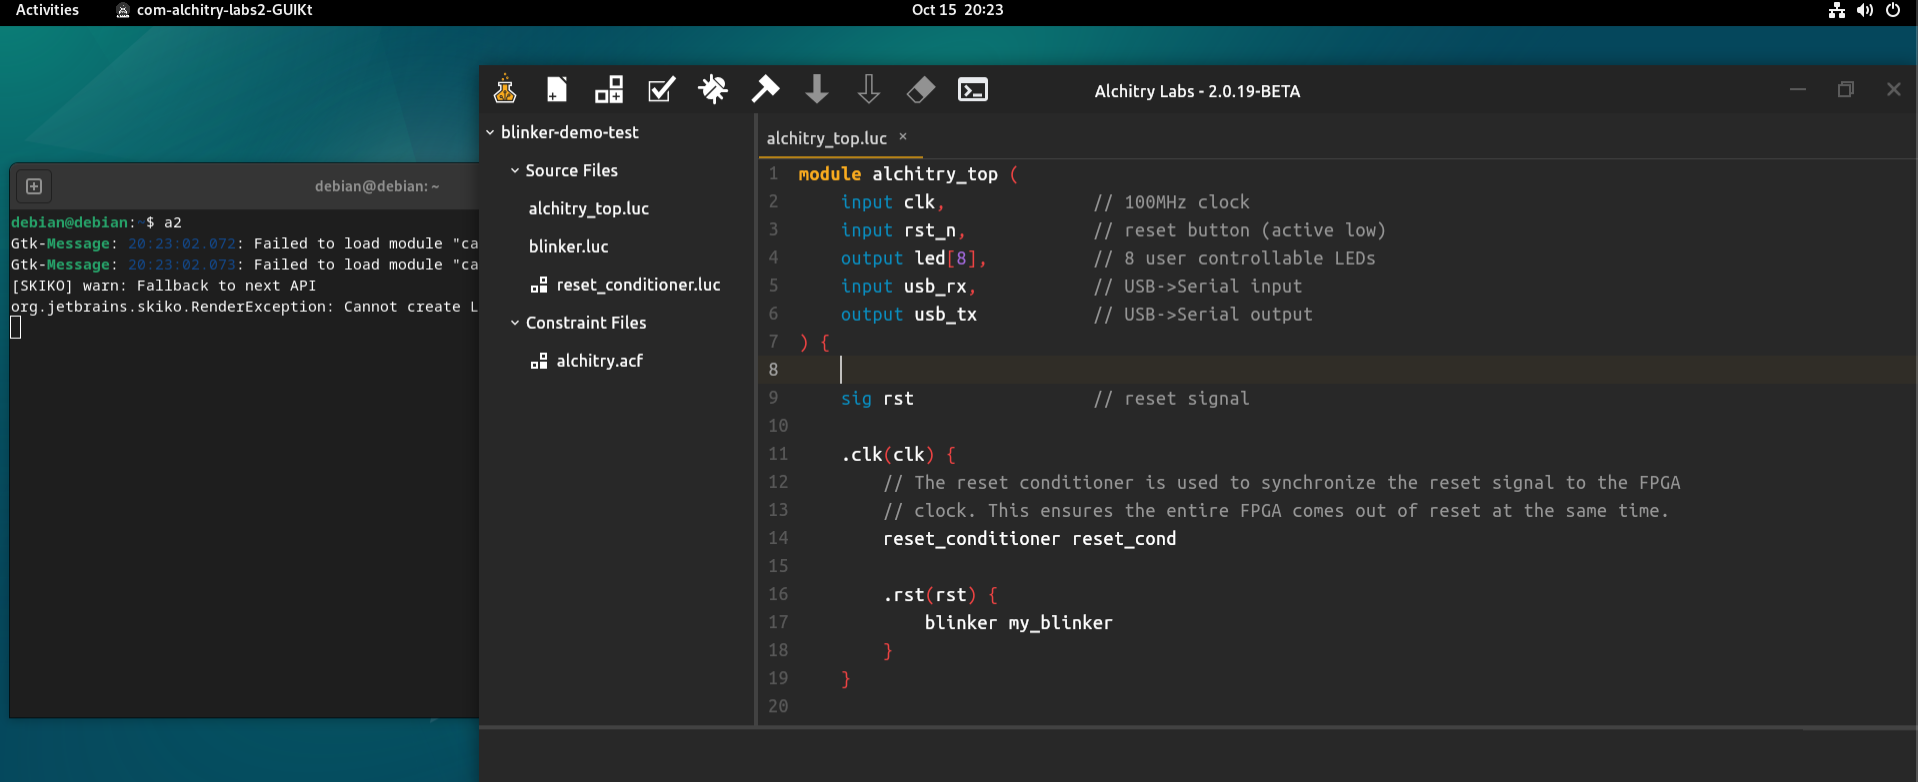 Activities
com-alchitry-labs2-GUIKt
Oct 15 20:23
debian@debian: ~
debian@debian:~$ a2
Gtk-Message: 20:23:02.072: Failed to load module "ca
Gtk-Message: 20:23:02.073: Failed to load module "ca
[SKIKO] warn: Fallback to next API
org.jetbrains.skiko.RenderException: Cannot create L
Alchitry Labs - 2.0.19-BETA
blinker-demo-test
Source Files
alchitry_top.luc
blinker.luc
reset_conditioner.luc
Constraint Files
alchitry.acf
alchitry_top.luc ×
1 module alchitry_top (
2 input clk, // 100MHz clock
3 input rst_n, // reset button (active low)
4 output led[8], // 8 user controllable LEDs
5 input usb_rx, // USB->Serial input
6 output usb_tx // USB->Serial output
7 ) {
8
9 sig rst // reset signal
10
11 .clk(clk) {
12 // The reset conditioner is used to synchronize the reset signal to the FPGA
13 // clock. This ensures the entire FPGA comes out of reset at the same time.
14 reset_conditioner reset_cond
15
16 .rst(rst) {
17 blinker my_blinker
18 }
19 }
20